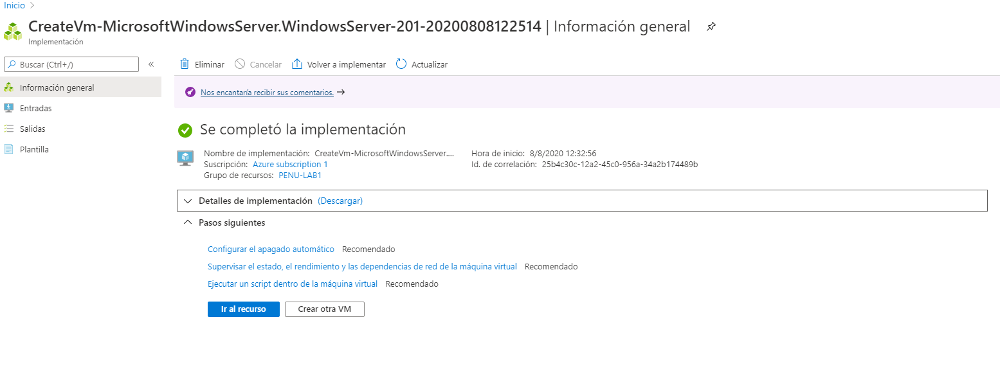 Inicio
CreateVm-MicrosoftWindowsServer.WindowsServer-201-20200808122514 | Información general
Implementación
Buscar (Ctrl+/)
«
Información general
Entradas
Salidas
Plantilla
Eliminar Cancelar Volver a implementar Actualizar
Nos encantaría recibir sus comentarios. →
Se completó la implementación
Nombre de implementación: CreateVm-MicrosoftWindowsServer....
Suscripción: Azure subscription 1
Grupo de recursos: PENU-LAB1
Hora de inicio: 8/8/2020 12:32:56
Id. de correlación: 25b4c30c-12a2-45c0-956a-34a2b174489b
Detalles de implementación (Descargar)
Pasos siguientes
Configurar el apagado automático Recomendado
Supervisar el estado, el rendimiento y las dependencias de red de la máquina virtual Recomendado
Ejecutar un script dentro de la máquina virtual Recomendado
Ir al recurso Crear otra VM